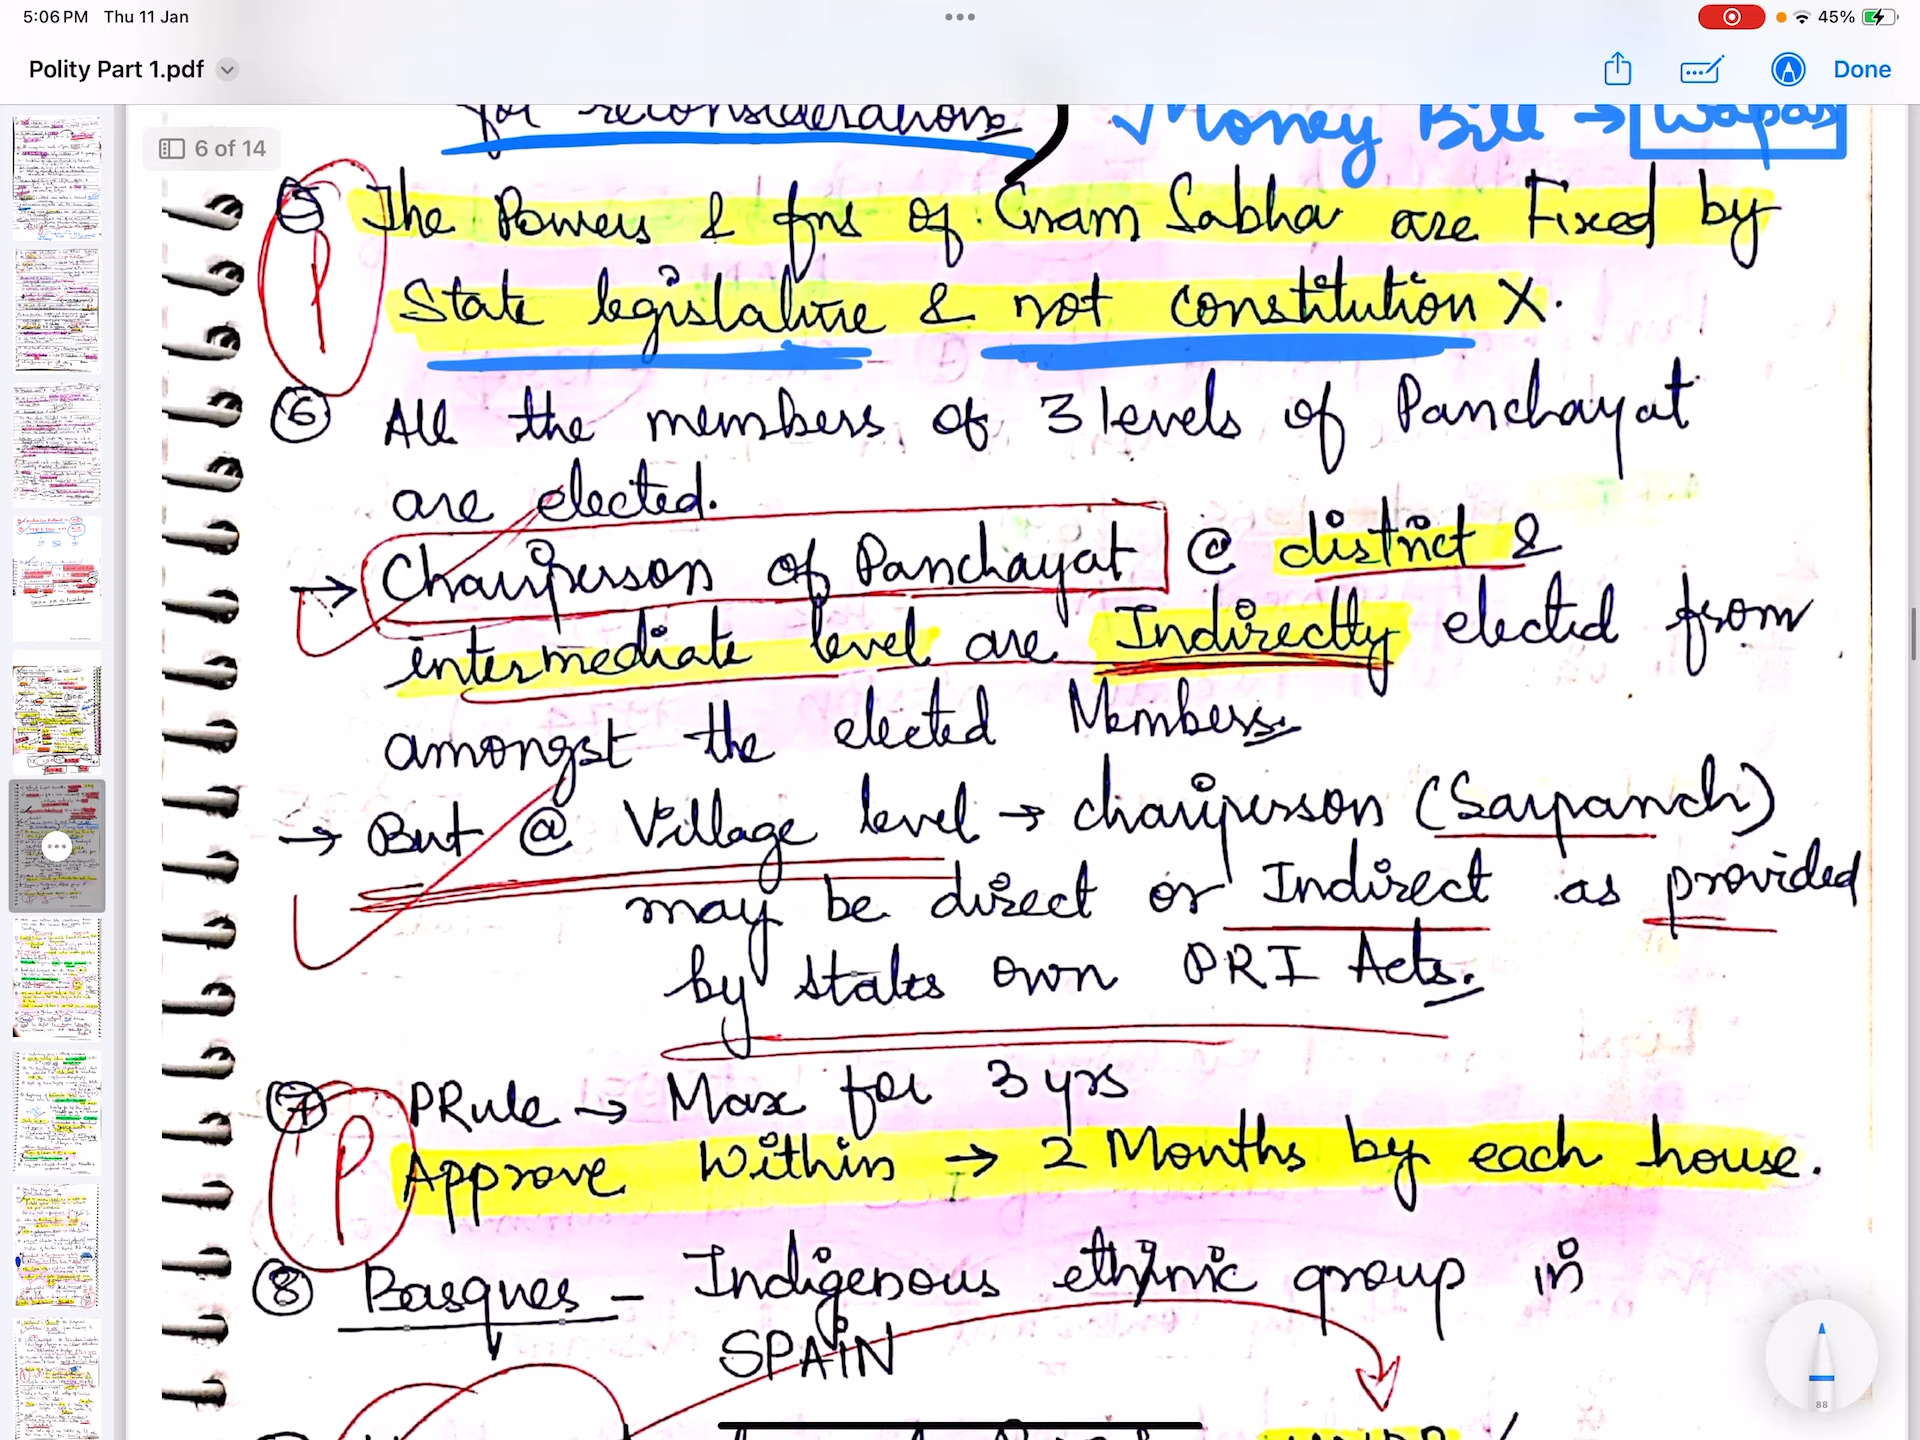 5:06 PM Thu 11 Jan
45%
Polity Part 1.pdf
Done
6 of 14
for reconsiderations
✓ Money Bill → Wapas
⑤ The Powers & fns of Gram Sabha are Fixed by
P
State legislative & not constitution X.
⑥ All the members of 3 levels of Panchayat
are elected.
→ Chairperson of Panchayat @ district &
intermediate level are Indirectly elected from
amongst the elected Members.
→ But @ Village level → chairperson (Sarpanch)
may be direct or Indirect as provided
by states own PRI Acts.
⑦ PRule → Max for 3 yrs
P
Approve within → 2 Months by each house.
⑧ Basques – Indigenous ethnic group in
SPAIN
88